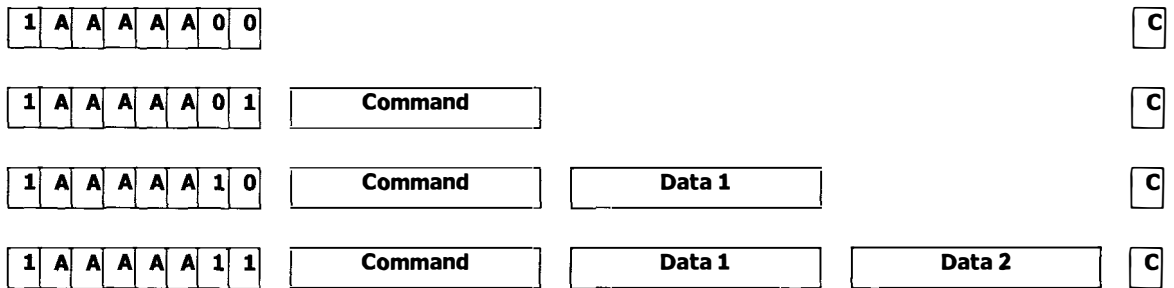 1 A A A A A 0 0 C
1 A A A A A 0 1 Command C
1 A A A A A 1 0 Command Data 1 C
1 A A A A A 1 1 Command Data 1 Data 2 C